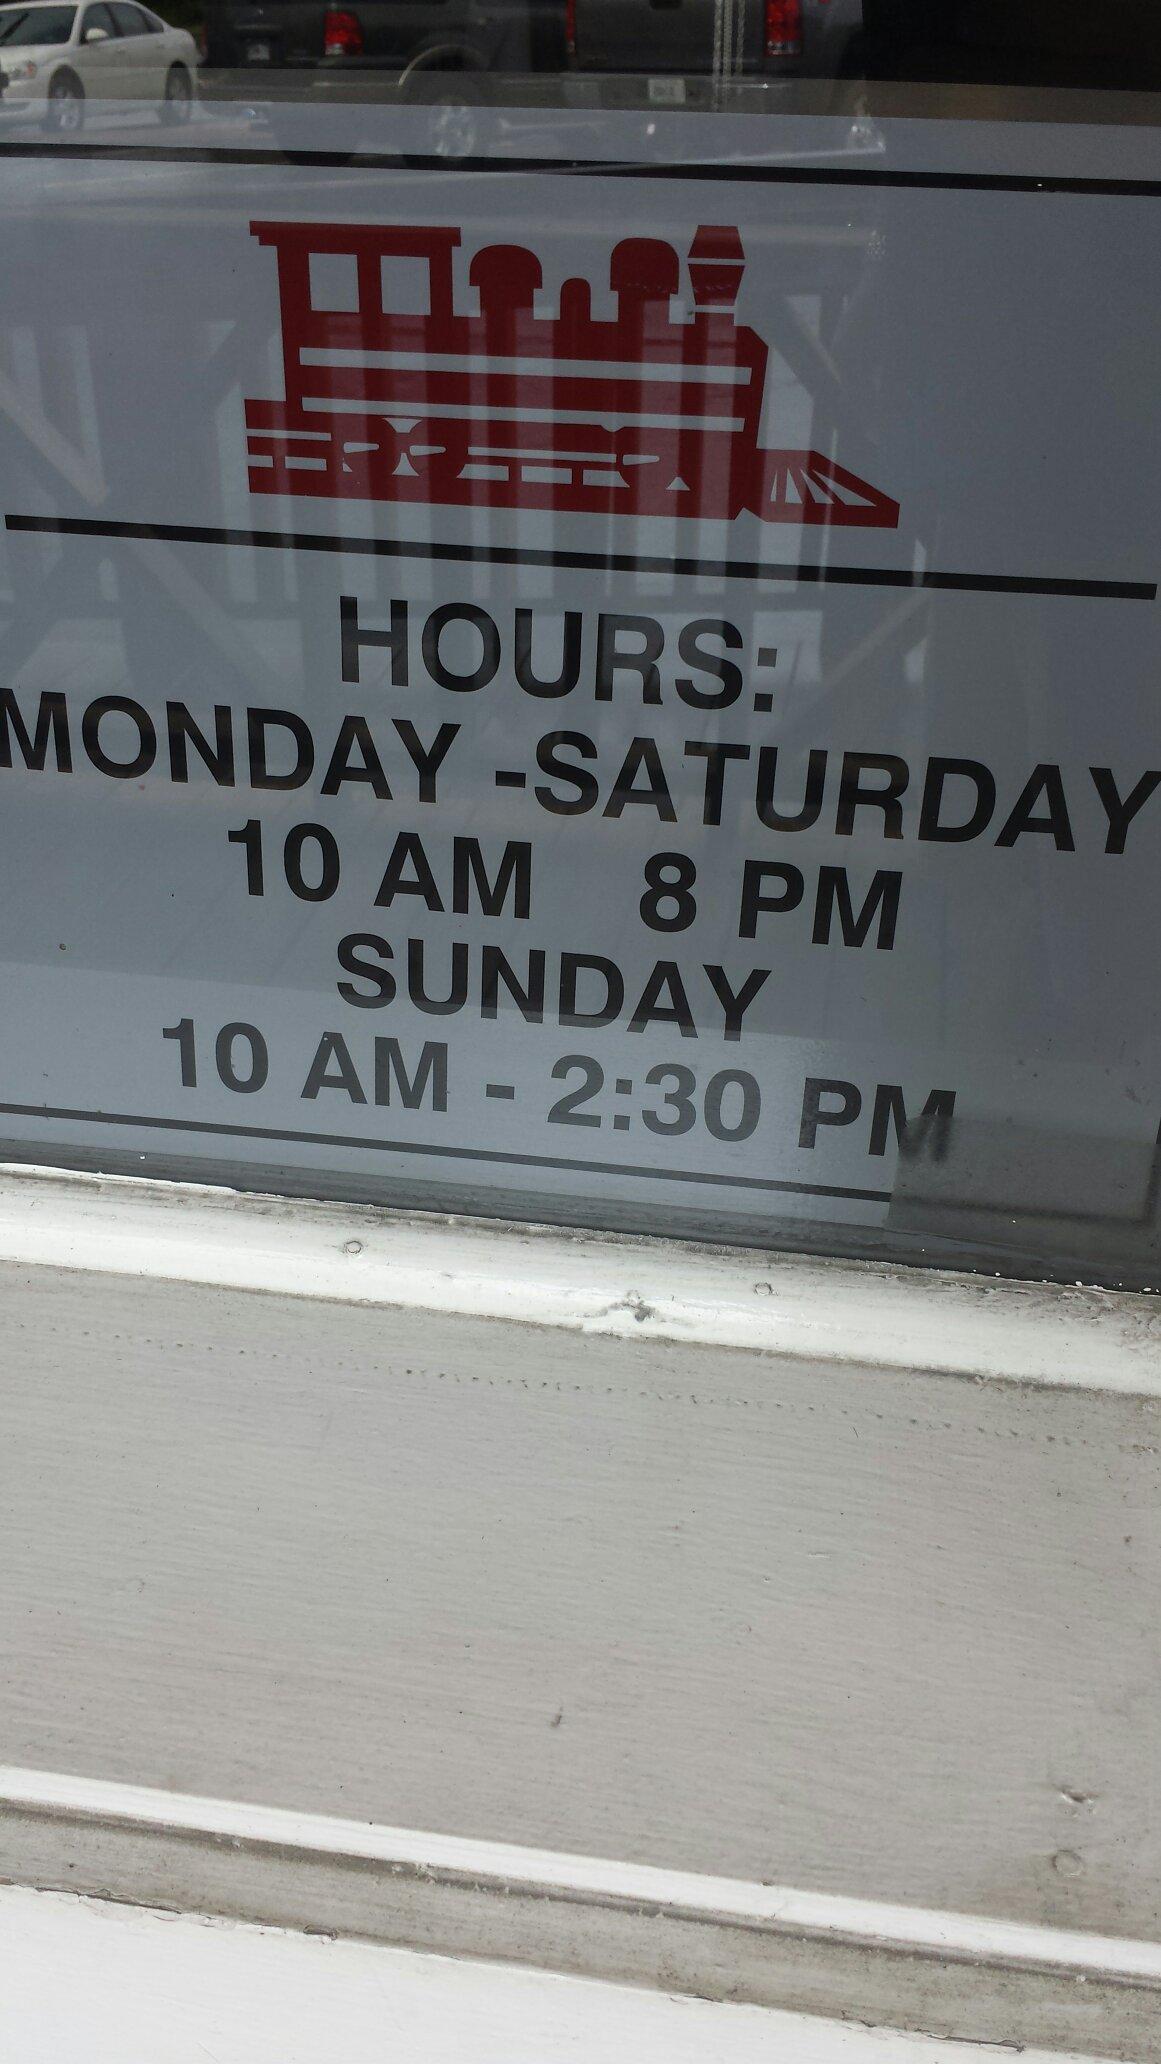 HOURS:
MONDAY -SATURDAY
10 AM 8 PM
SUNDAY
10 AM - 2:30 PM